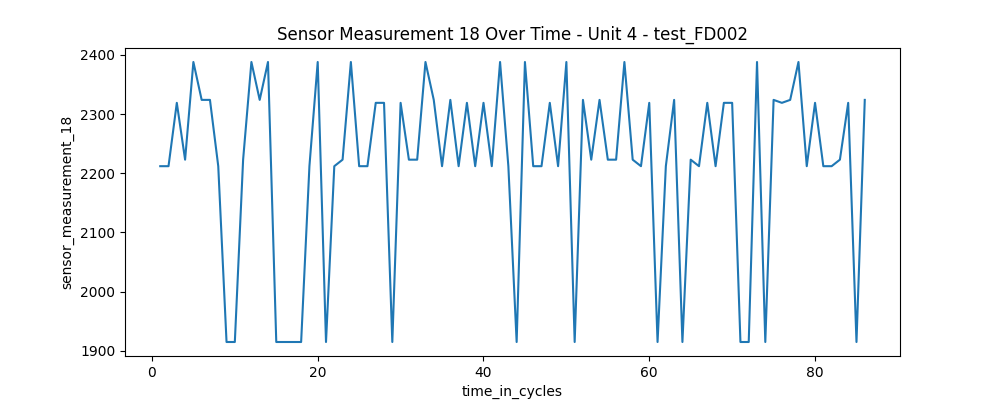 Sensor Measurement 18 Over Time - Unit 4 - test_FD002
sensor_measurement_18
2400
2300
2200
2100
2000
1900
0 20 40 60 80
time_in_cycles